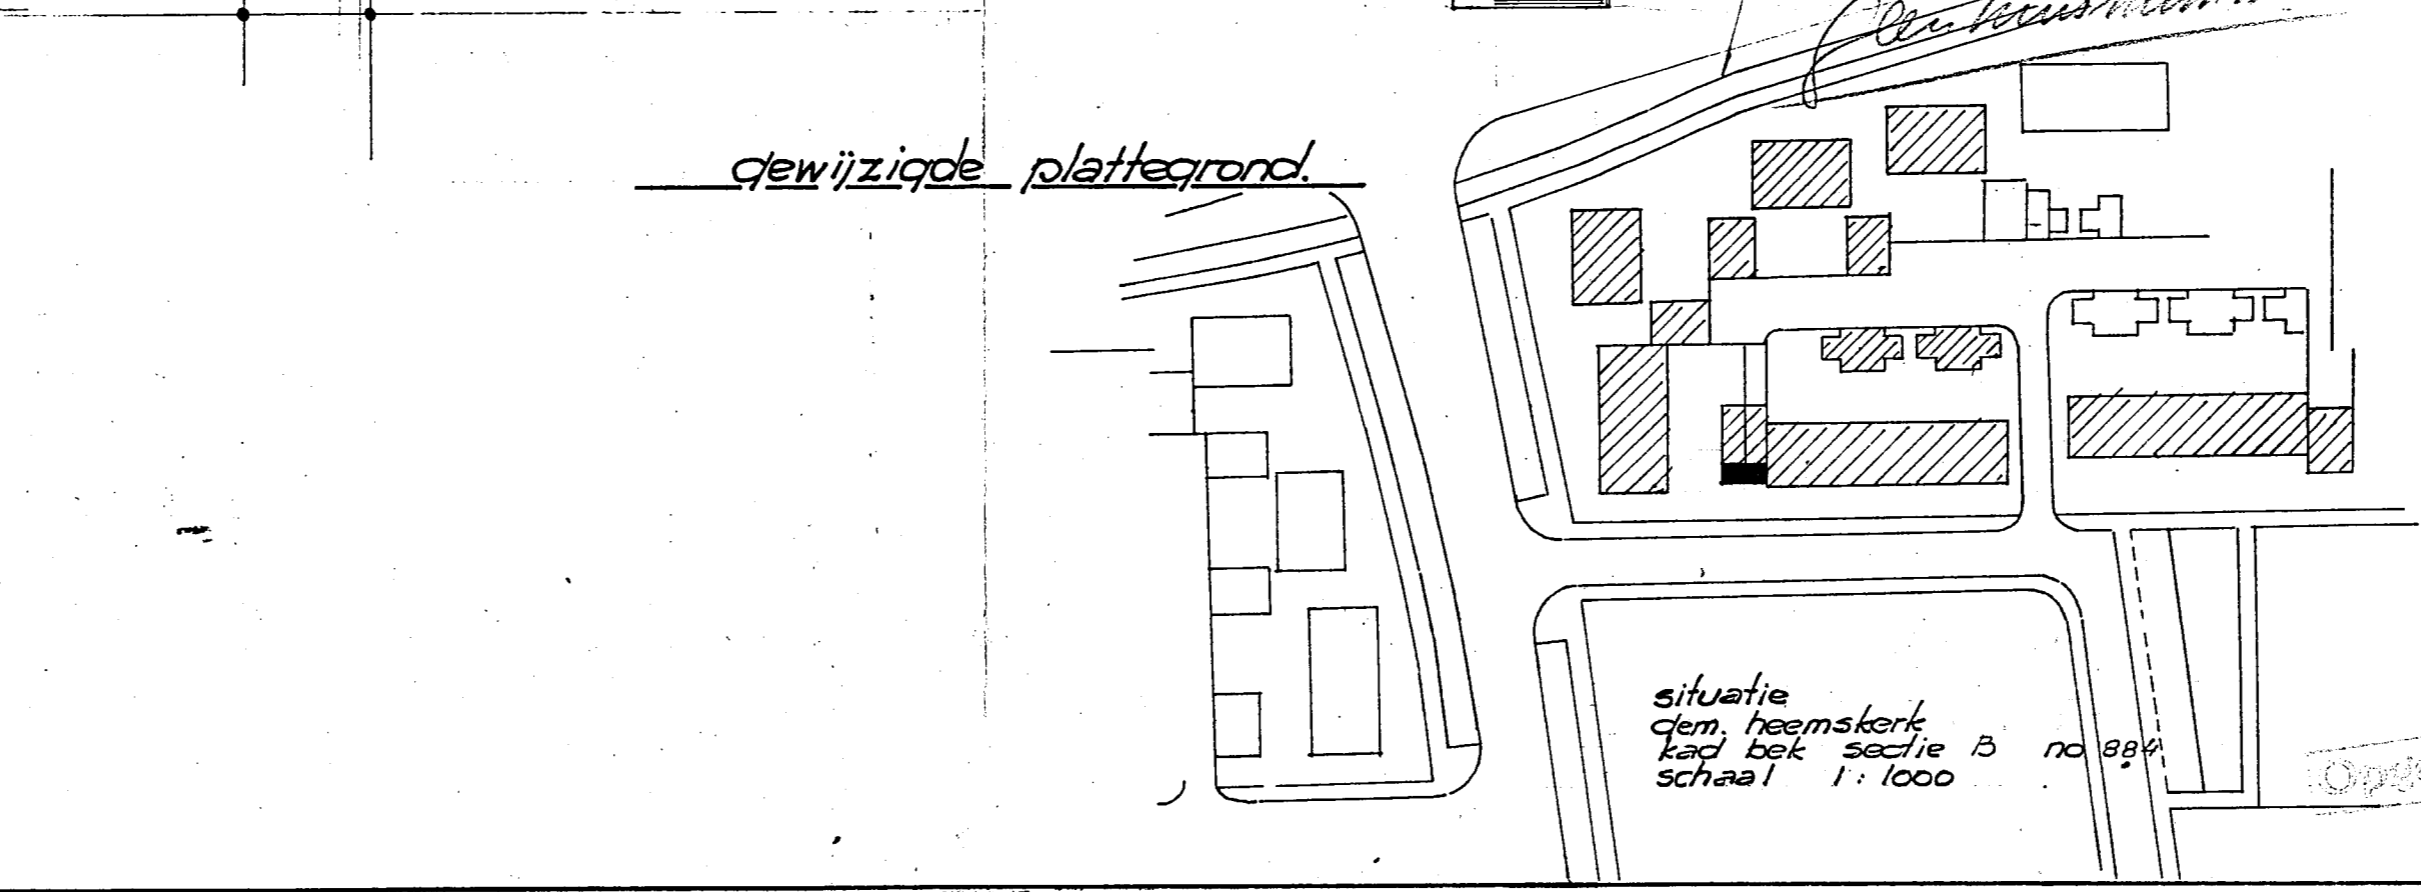 gewijzigde plattegrond.
situatie
gem. heemskerk
kad bek sectie B no 884
schaal 1:1000